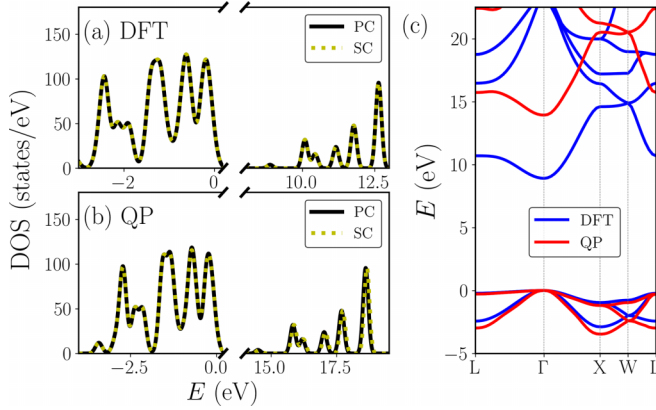 (a) DFT
PC
SC
150
100
50
0
−2
0
10.0
12.5
(b) QP
PC
SC
150
100
50
0
−2.5
0.0
15.0
17.5
DOS (states/eV)
E (eV)
(c)
20
15
10
5
0
−5
E (eV)
DFT
QP
L
Γ
X
W
L